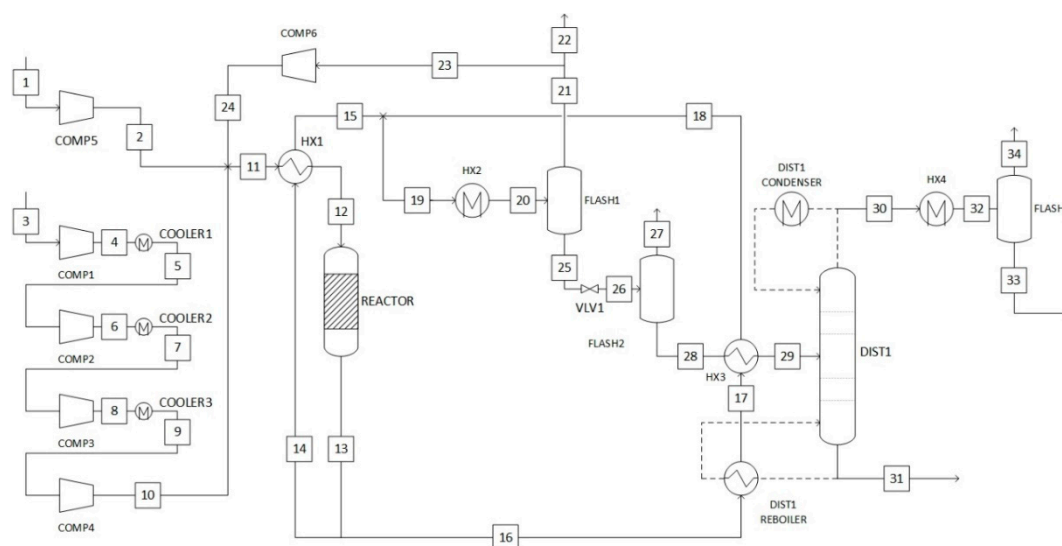 22
COMP6
23
1
21
34
24
15
18
COMP5
2
HX1
HX2
DIST1
CONDENSER
HX4
11
19
20
FLASH1
30
32
FLASH
3
12
27
4
COOLER1
5
25
33
COMP1
REACTOR
26
VLV1
6
COOLER2
7
FLASH2
28
29
DIST1
COMP2
HX3
17
8
COOLER3
9
COMP3
14
13
31
10
COMP4
DIST1
REBOILER
16